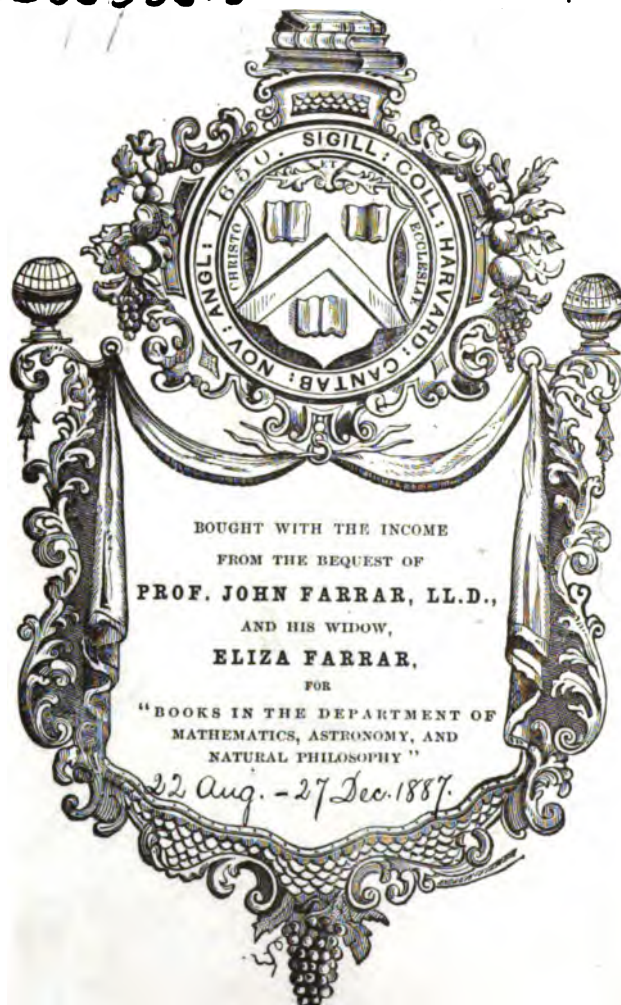 SIGILL: COLL: HARVARD: CANTAB: NOV: ANGL: 1650.
ET
CHRISTO
ECCLESIAE
BOUGHT WITH THE INCOME
FROM THE BEQUEST OF
PROF. JOHN FARRAR, LL.D.,
AND HIS WIDOW,
ELIZA FARRAR,
FOR
"BOOKS IN THE DEPARTMENT OF
MATHEMATICS, ASTRONOMY, AND
NATURAL PHILOSOPHY"
22 Aug. - 27 Dec. 1887.